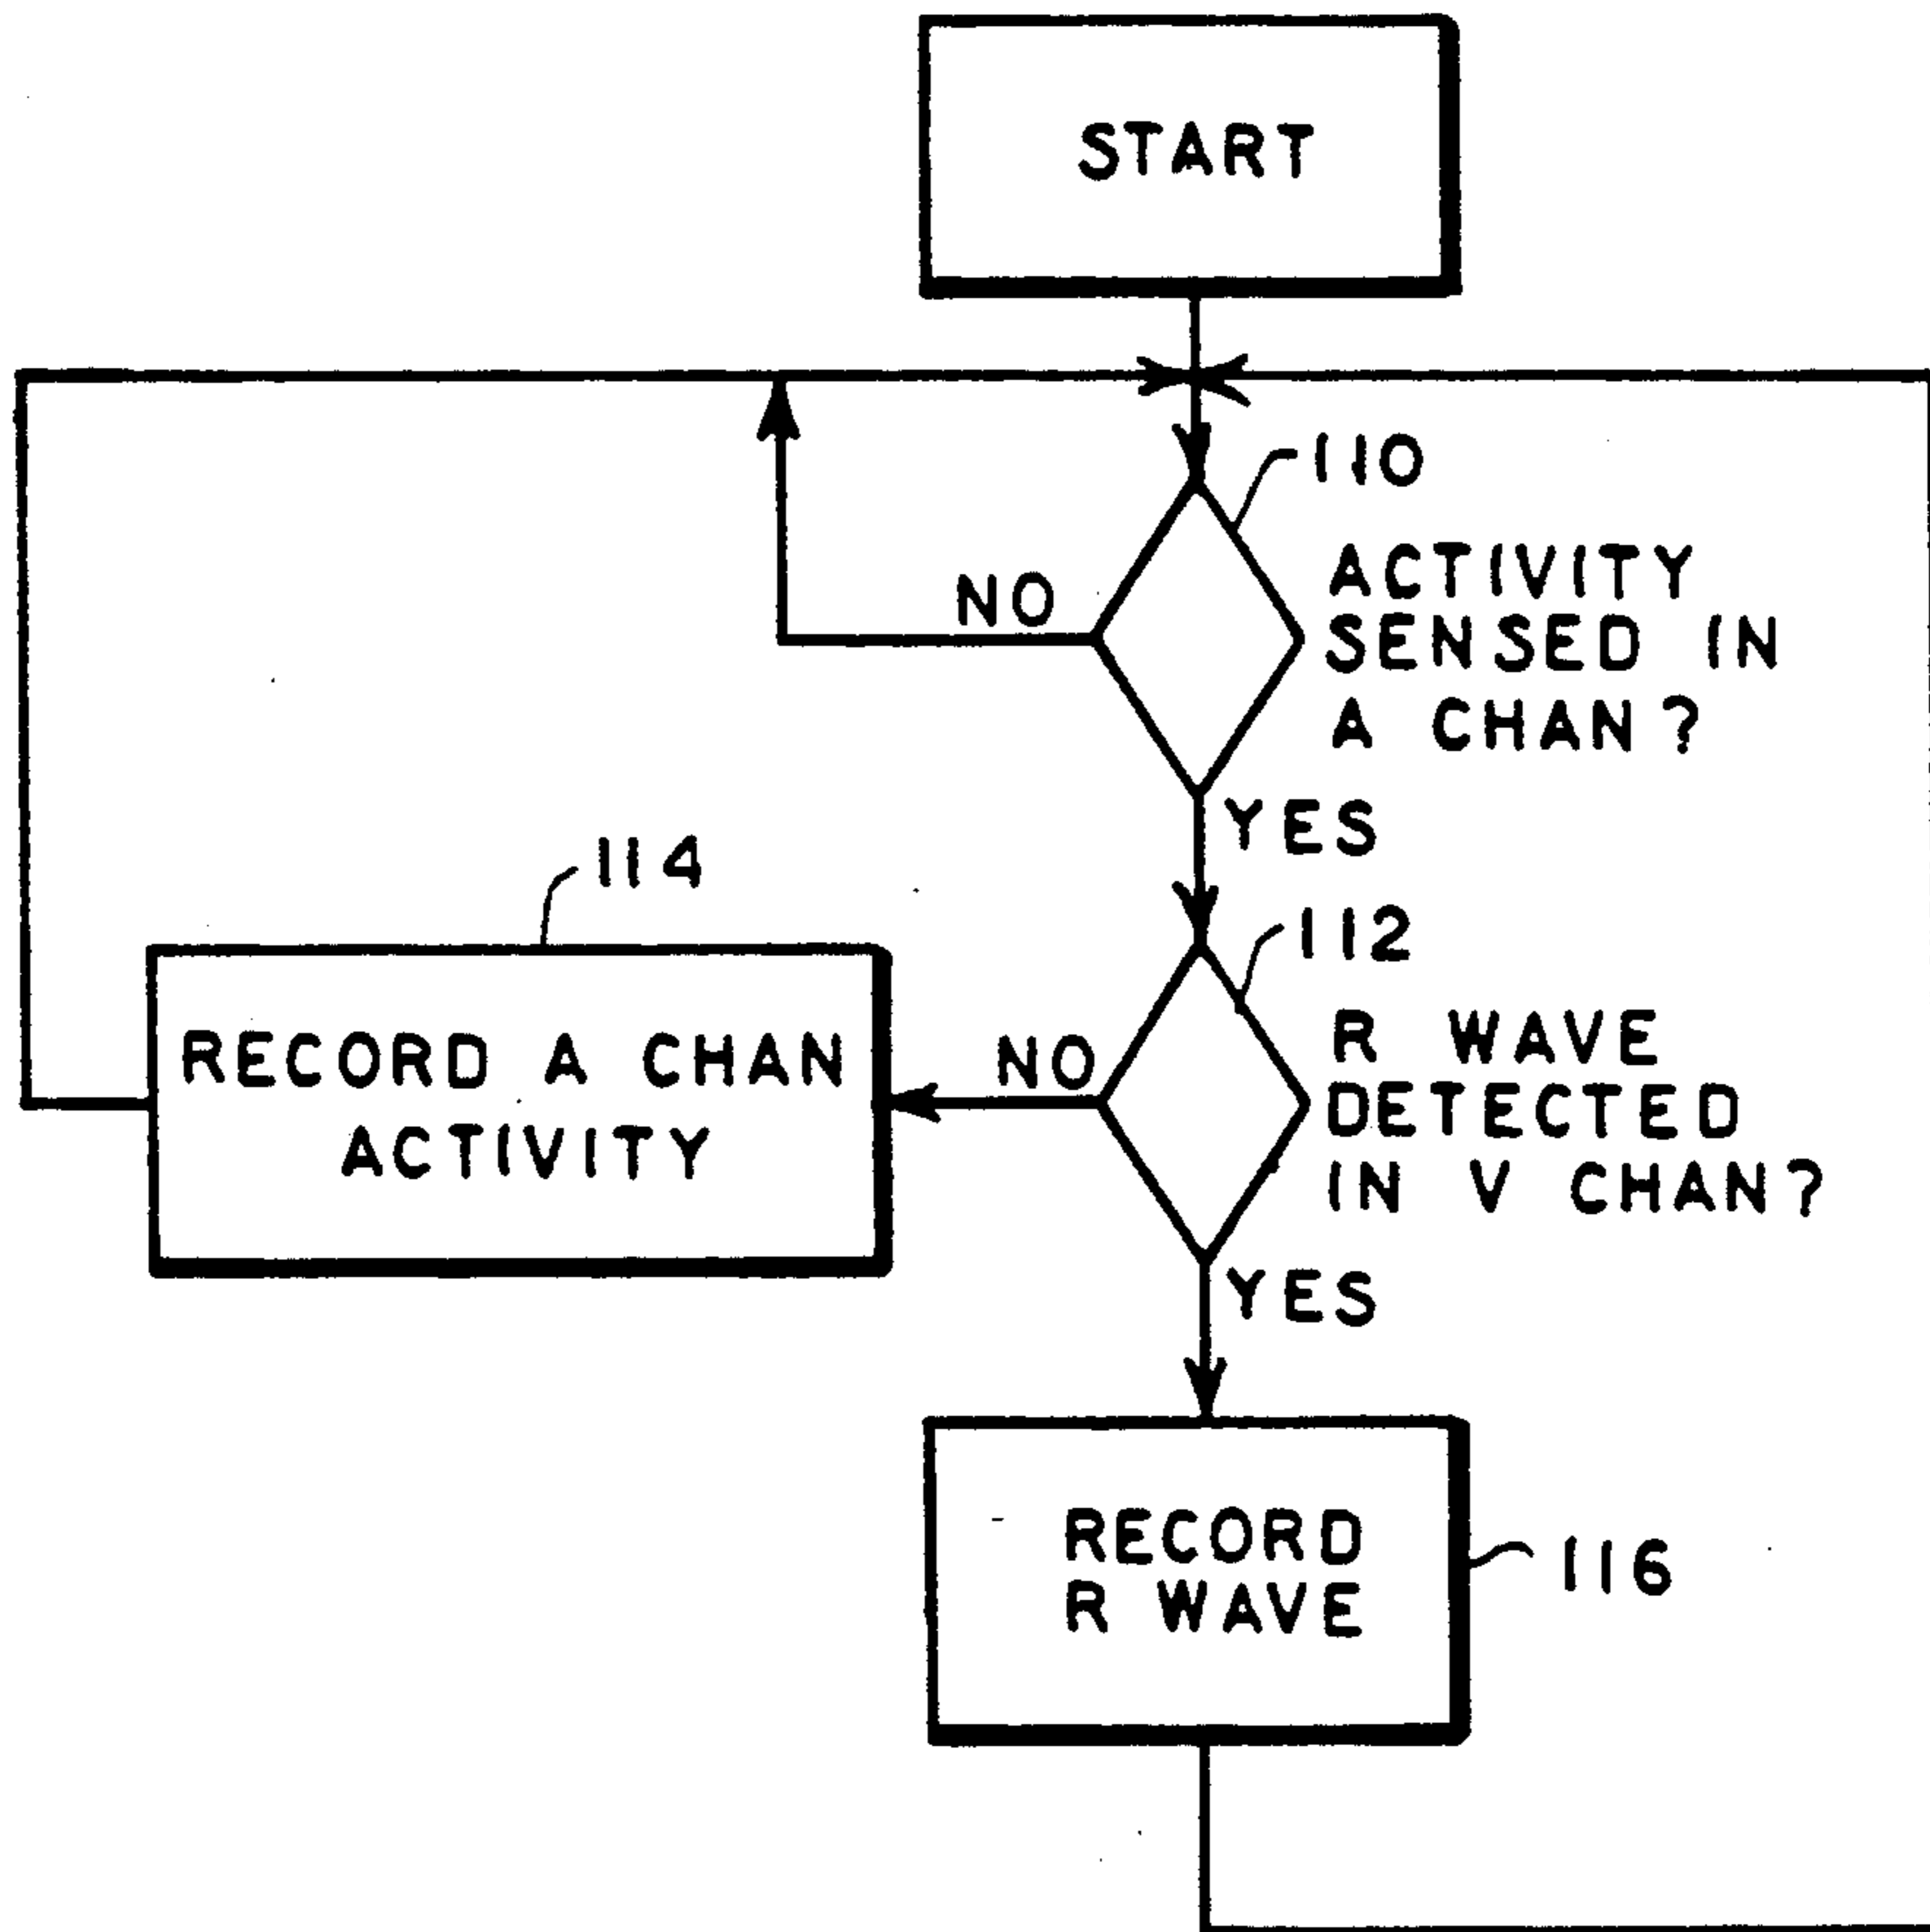 START
110
ACTIVITY
SENSED IN
A CHAN?
NO
YES
114
112
RECORD A CHAN
ACTIVITY
NO
R WAVE
DETECTED
IN V CHAN?
YES
RECORD
R WAVE
116